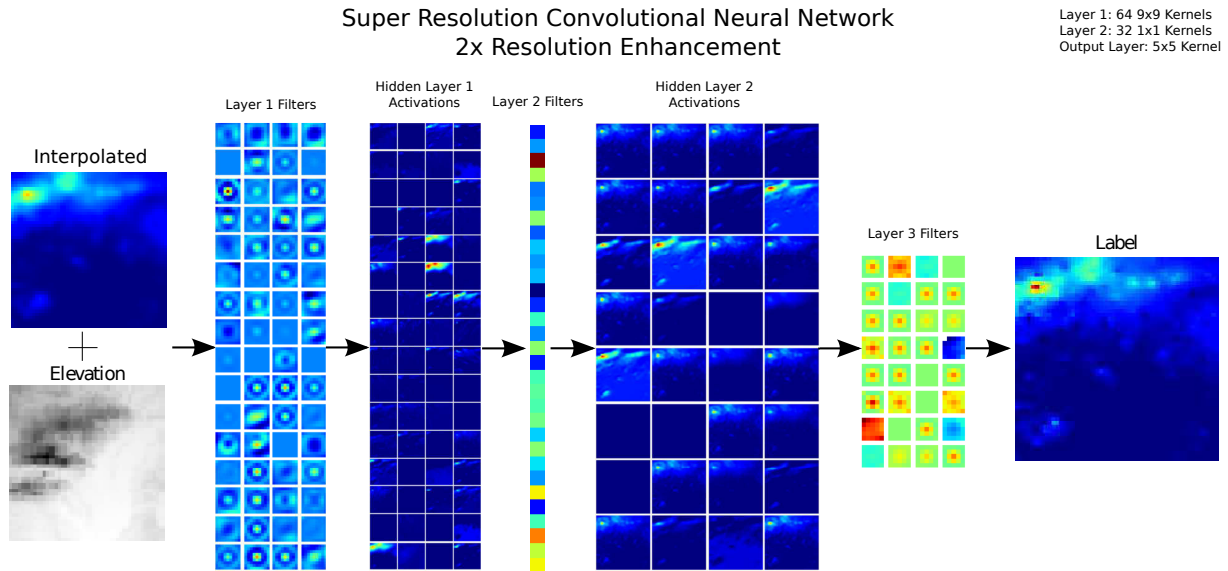 Super Resolution Convolutional Neural Network
2x Resolution Enhancement
Layer 1: 64 9x9 Kernels
Layer 2: 32 1x1 Kernels
Output Layer: 5x5 Kernel
Interpolated
Elevation
Layer 1 Filters
Hidden Layer 1
Activations
Layer 2 Filters
Hidden Layer 2
Activations
Layer 3 Filters
Label